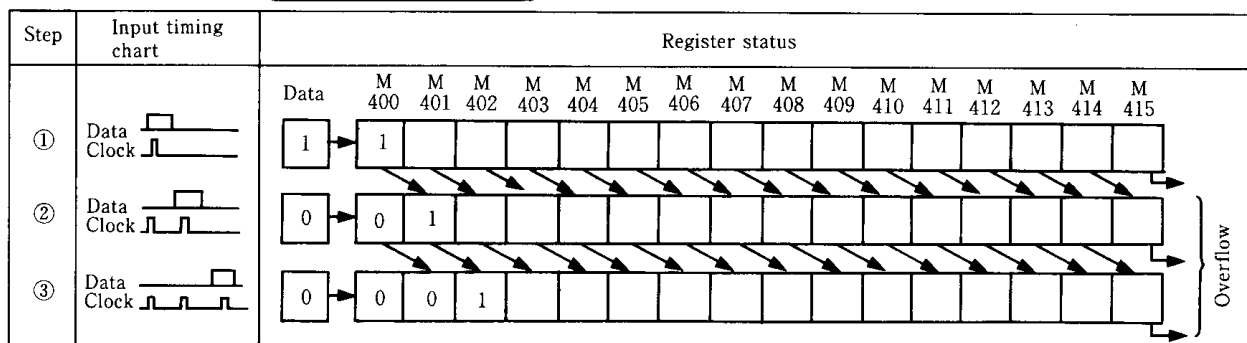 Step Input timing chart Register status
Data M 400 M 401 M 402 M 403 M 404 M 405 M 406 M 407 M 408 M 409 M 410 M 411 M 412 M 413 M 414 M 415
① Data Clock 1 1
② Data Clock 0 0 1
③ Data Clock 0 0 0 1
Overflow